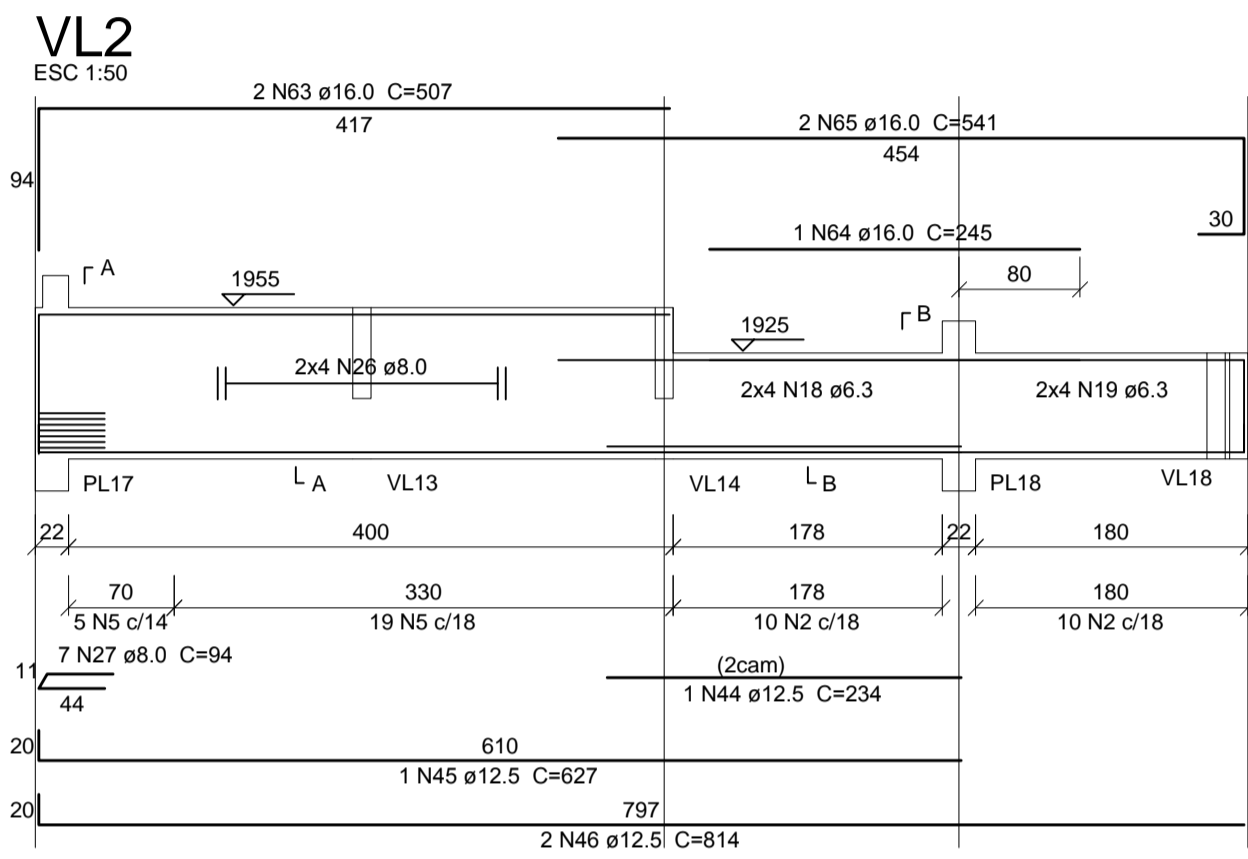 VL2
ESC 1:50
2 N63 ø16.0 C=507
417
2 N65 ø16.0 C=541
454
94
30
1 N64 ø16.0 C=245
80
A
1955
B
1925
2x4 N26 ø8.0
2x4 N18 ø6.3
2x4 N19 ø6.3
PL17
A
VL13
VL14
B
PL18
VL18
22
400
178
22
180
70
330
178
180
5 N5 c/14
19 N5 c/18
10 N2 c/18
10 N2 c/18
7 N27 ø8.0 C=94
11
44
(2cam)
1 N44 ø12.5 C=234
20
610
1 N45 ø12.5 C=627
20
797
2 N46 ø12.5 C=814